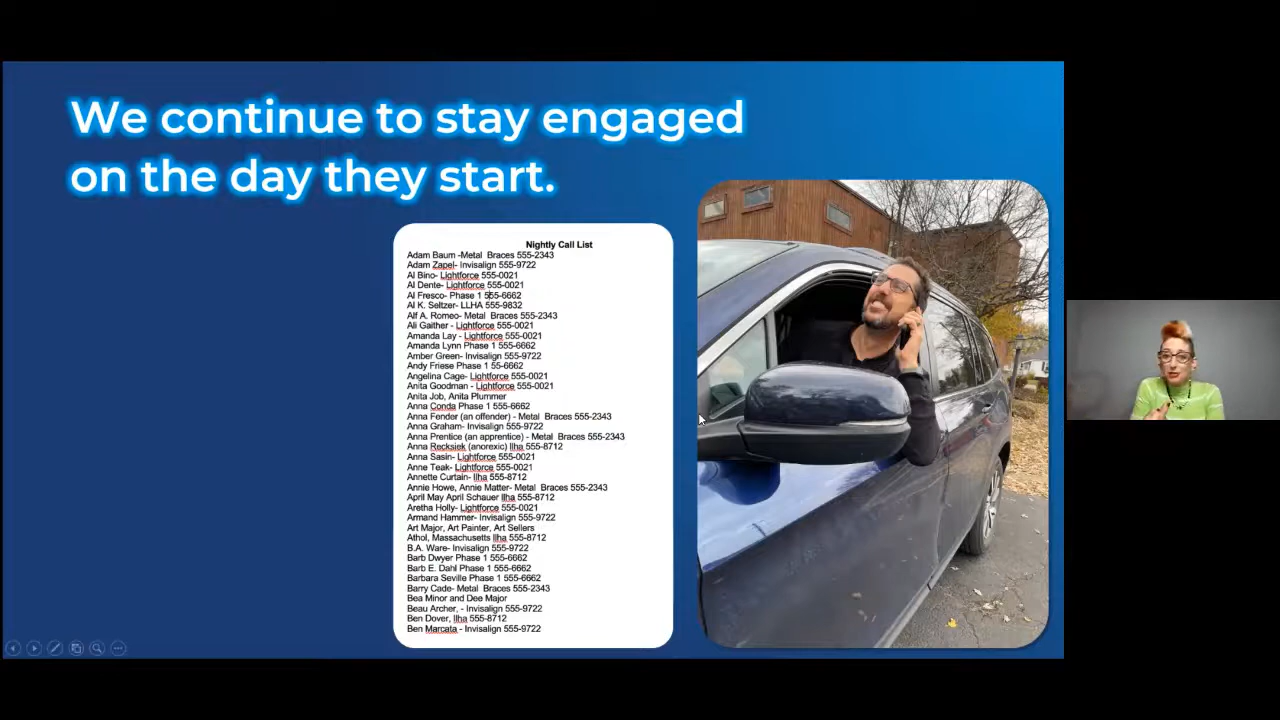 We continue to stay engaged
on the day they start.
Nightly Call List
Adam Baum -Metal Braces 555-2343
Adam Zapel- Invisalign 555-9722
Al Bino- Lightforce 555-0021
Al Dente- Lightforce 555-0021
Al Fresco- Phase 1 555-6662
Al K. Seltzer- LLHA 555-9832
Alf A. Romeo- Metal Braces 555-2343
Ali Gaither - Lightforce 555-0021
Amanda Lay - Lightforce 555-0021
Amanda Lynn Phase 1 555-6662
Amber Green- Invisalign 555-9722
Andy Friese Phase 1 55-6662
Angelina Cage- Lightforce 555-0021
Anita Goodman - Lightforce 555-0021
Anita Job, Anita Plummer
Anna Conda Phase 1 555-6662
Anna Fender (an offender) - Metal Braces 555-2343
Anna Graham- Invisalign 555-9722
Anna Prentice (an apprentice) - Metal Braces 555-2343
Anna Recksiek (anorexic) llha 555-8712
Anna Sasin- Lightforce 555-0021
Anne Teak- Lightforce 555-0021
Annette Curtain- llha 555-8712
Annie Howe, Annie Matter- Metal Braces 555-2343
April May April Schauer llha 555-8712
Aretha Holly- Lightforce 555-0021
Armand Hammer- Invisalign 555-9722
Art Major, Art Painter, Art Sellers
Athol, Massachusetts llha 555-8712
B.A. Ware- Invisalign 555-9722
Barb Dwyer Phase 1 555-6662
Barb E. Dahl Phase 1 555-6662
Barbara Seville Phase 1 555-6662
Barry Cade- Metal Braces 555-2343
Bea Minor and Dee Major
Beau Archer, - Invisalign 555-9722
Ben Dover, llha 555-8712
Ben Marcata - Invisalign 555-9722